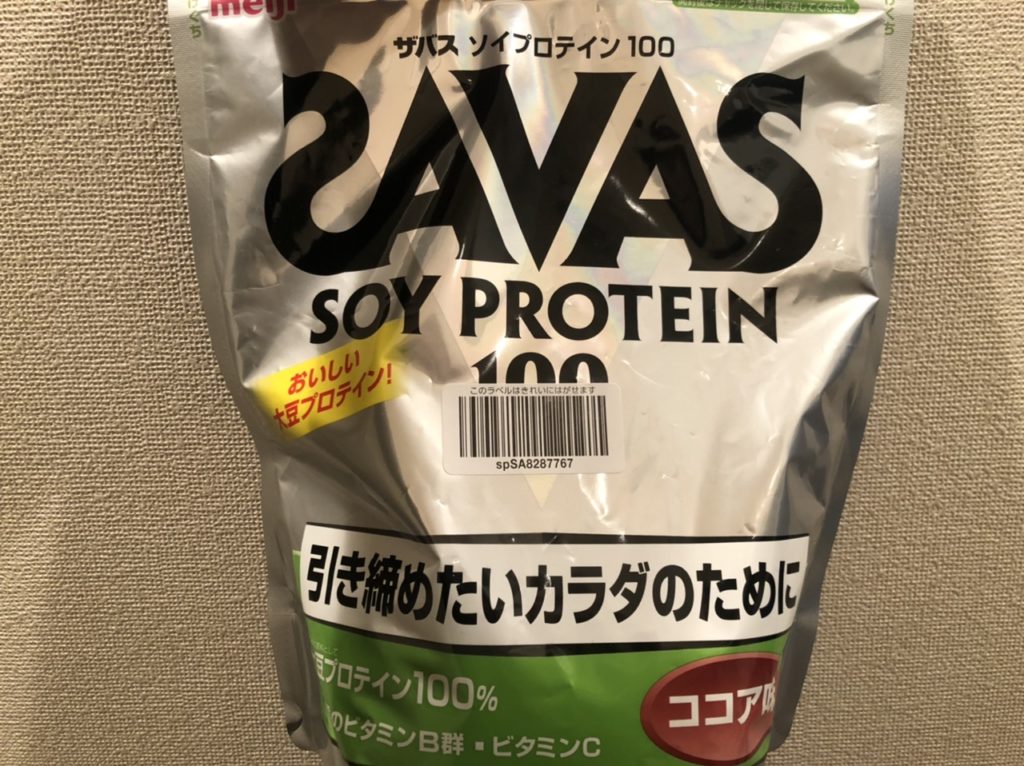 meiji
ザバス ソイプロテイン100
SAVAS
SOY PROTEIN
100
おいしい
大豆プロテイン!
このラベルはきれいにはがせます
spSA8287767
引き締めたいカラダのために
豆プロテイン100%
のビタミンB群・ビタミンC
ココア味